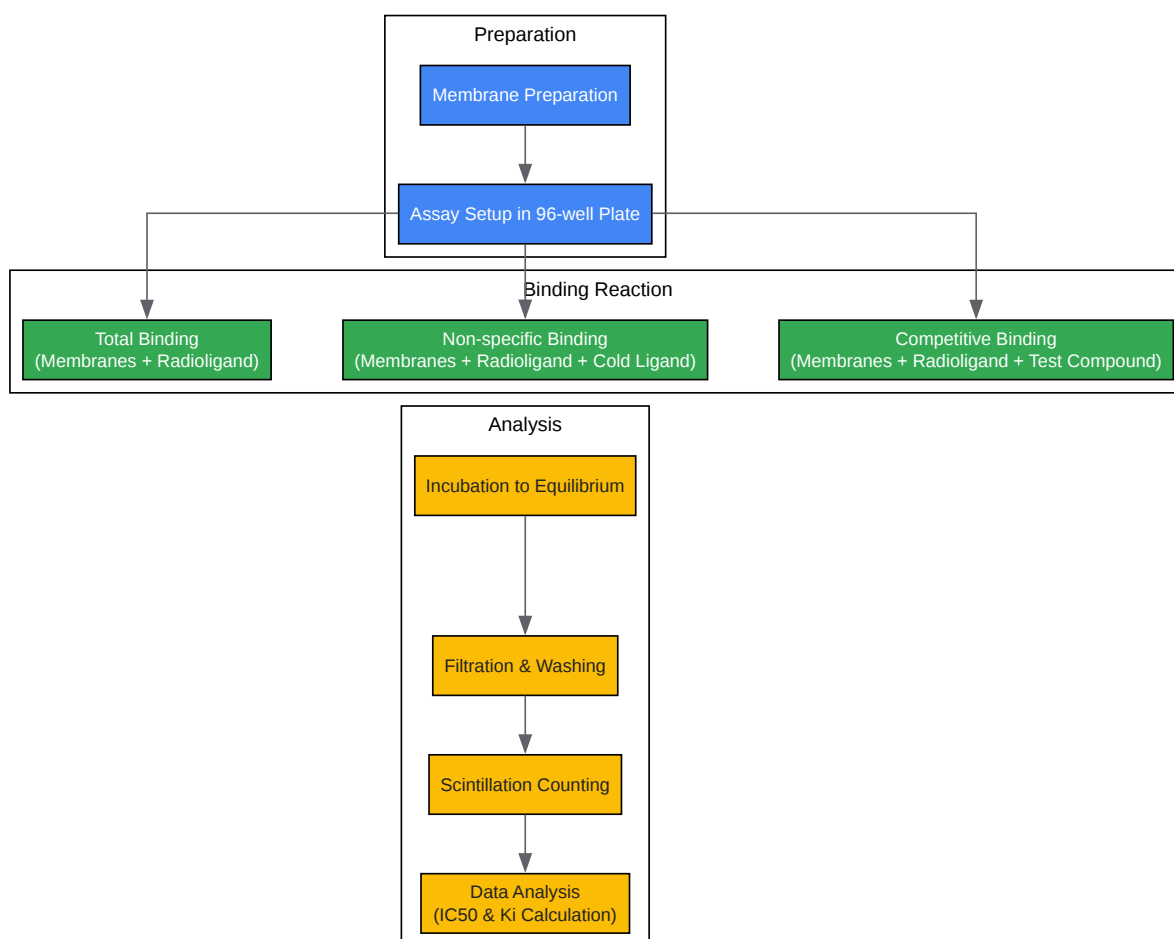 Preparation
Membrane Preparation
Assay Setup in 96-well Plate
Binding Reaction
Total Binding
(Membranes + Radioligand)
Non-specific Binding
(Membranes + Radioligand + Cold Ligand)
Competitive Binding
(Membranes + Radioligand + Test Compound)
Analysis
Incubation to Equilibrium
Filtration & Washing
Scintillation Counting
Data Analysis
(IC50 & Ki Calculation)